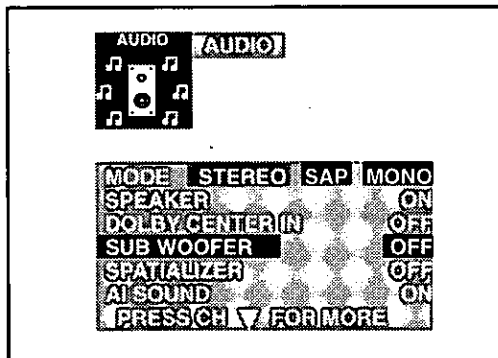 AUDIO AUDIO
MODE STEREO SAP MONO
SPEAKER ON
DOLBY CENTER IN OFF
SUB WOOFER OFF
SPATIALIZER OFF
AI SOUND ON
PRESS CH ▽ FOR MORE